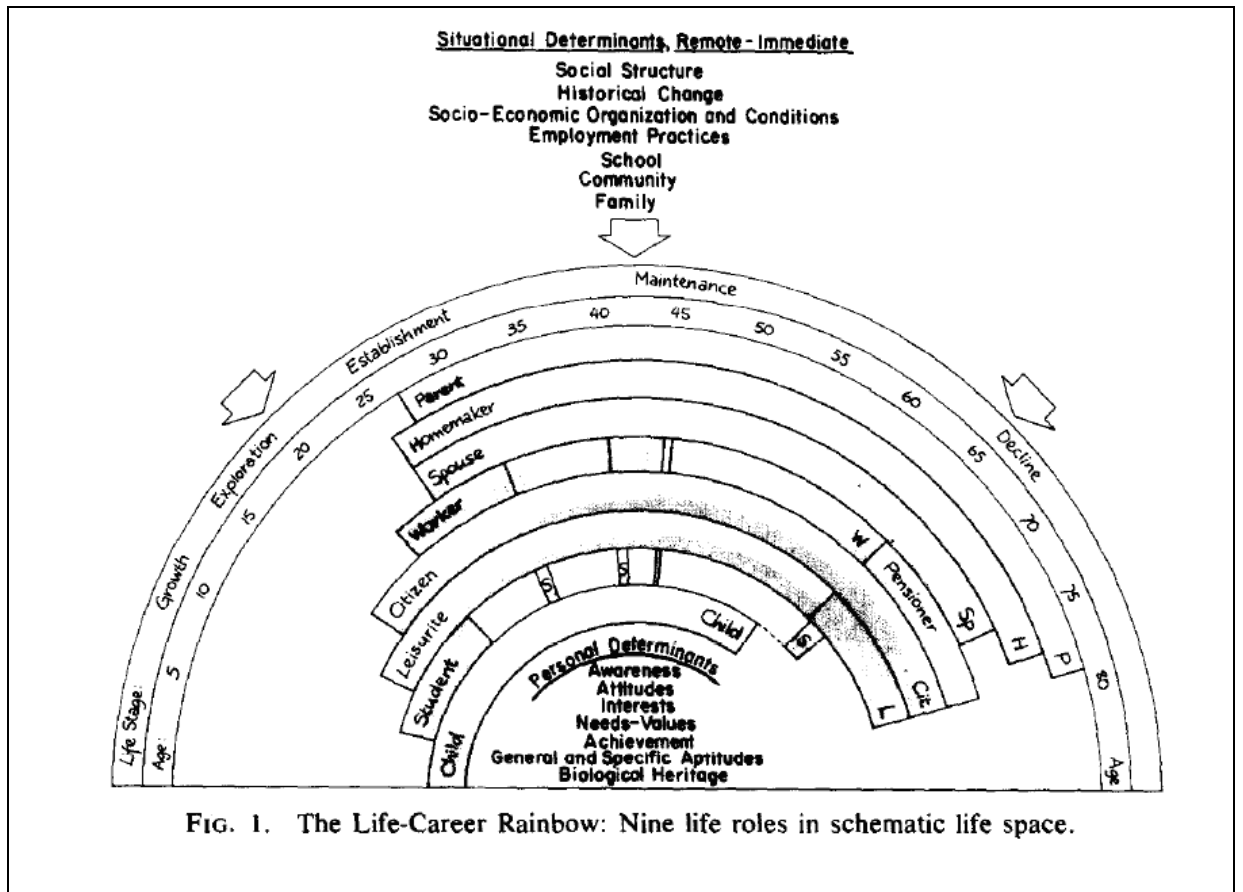 Situational Determinants, Remote-Immediate
Social Structure
Historical Change
Socio-Economic Organization and Conditions
Employment Practices
School
Community
Family
Life Stage:
Growth
Exploration
Establishment
Maintenance
Decline
Age:
5
10
15
20
25
30
35
40
45
50
55
60
65
70
75
80
Age
Parent
P
Homemaker
H
Spouse
Sp
Worker
W
Pensioner
Citizen
Cit
Leisurite
L
Student
S
S
S
Child
Child
Personal Determinants
Awareness
Attitudes
Interests
Needs-Values
Achievement
General and Specific Aptitudes
Biological Heritage
FIG. 1. The Life-Career Rainbow: Nine life roles in schematic life space.